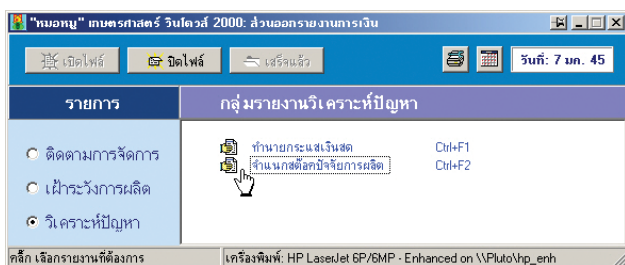 "หมอหมู" เกษตรศาสตร์ วินโดวส์ 2000: ส่วนออกรายงานการเงิน
เปิดไฟล์ ปิดไฟล์ เสร็จแล้ว วันที่: 7 มค. 45
รายการ กลุ่มรายงานวิเคราะห์ปัญหา
ติดตามการจัดการ
เฝ้าระวังการผลิต
วิเคราะห์ปัญหา
ทำนายกระแสเงินสด Ctrl+F1
จำแนกสต๊อกปัจจัยการผลิต Ctrl+F2
คลิ๊ก เลือกรายงานที่ต้องการ เครื่องพิมพ์: HP LaserJet 6P/6MP - Enhanced on \\Pluto\hp_enh